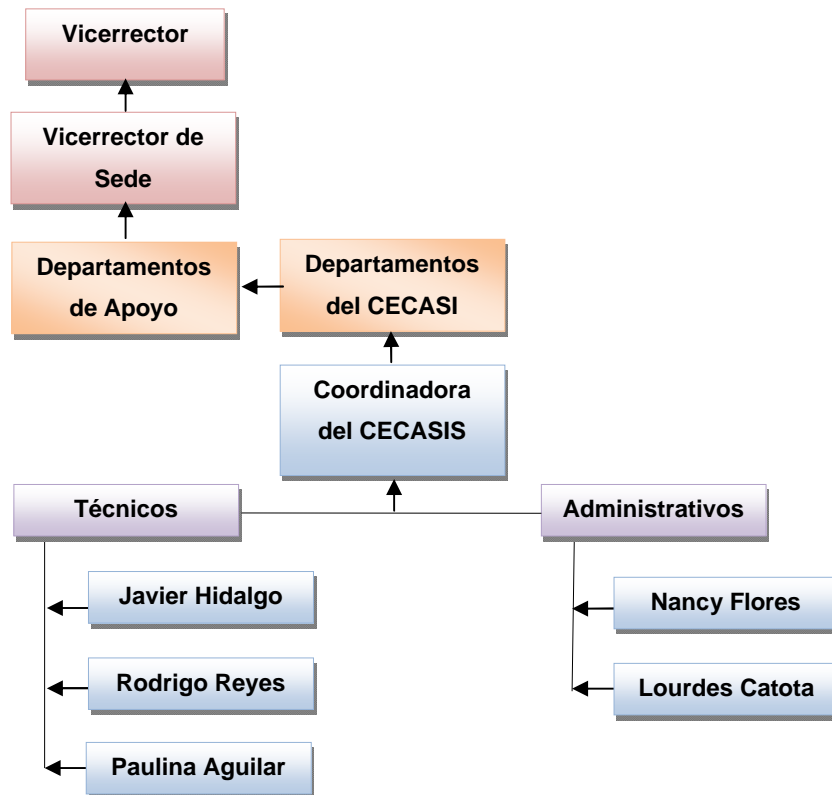 Vicerrector
Vicerrector de
Sede
Departamentos
de Apoyo
Departamentos
del CECASI
Coordinadora
del CECASIS
Técnicos
Administrativos
Javier Hidalgo
Rodrigo Reyes
Paulina Aguilar
Nancy Flores
Lourdes Catota